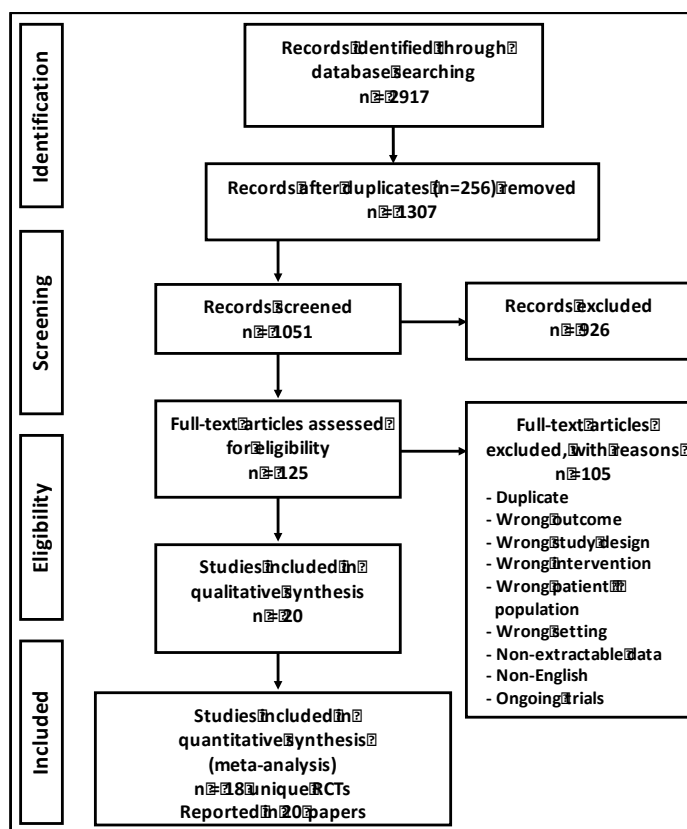 Identification
Records identified through
database searching
n = 2917
Records after duplicates (n=256) removed
n = 1307
Screening
Records screened
n = 1051
Records excluded
n = 926
Eligibility
Full-text articles assessed
for eligibility
n = 125
Full-text articles
excluded, with reasons
n =105
- Duplicate
- Wrong outcome
- Wrong study design
- Wrong intervention
- Wrong patient
population
- Wrong setting
- Non-extractable data
- Non-English
- Ongoing trials
Studies included in
qualitative synthesis
n = 20
Included
Studies included in
quantitative synthesis
(meta-analysis)
n = 18 unique RCTs
Reported in 20 papers